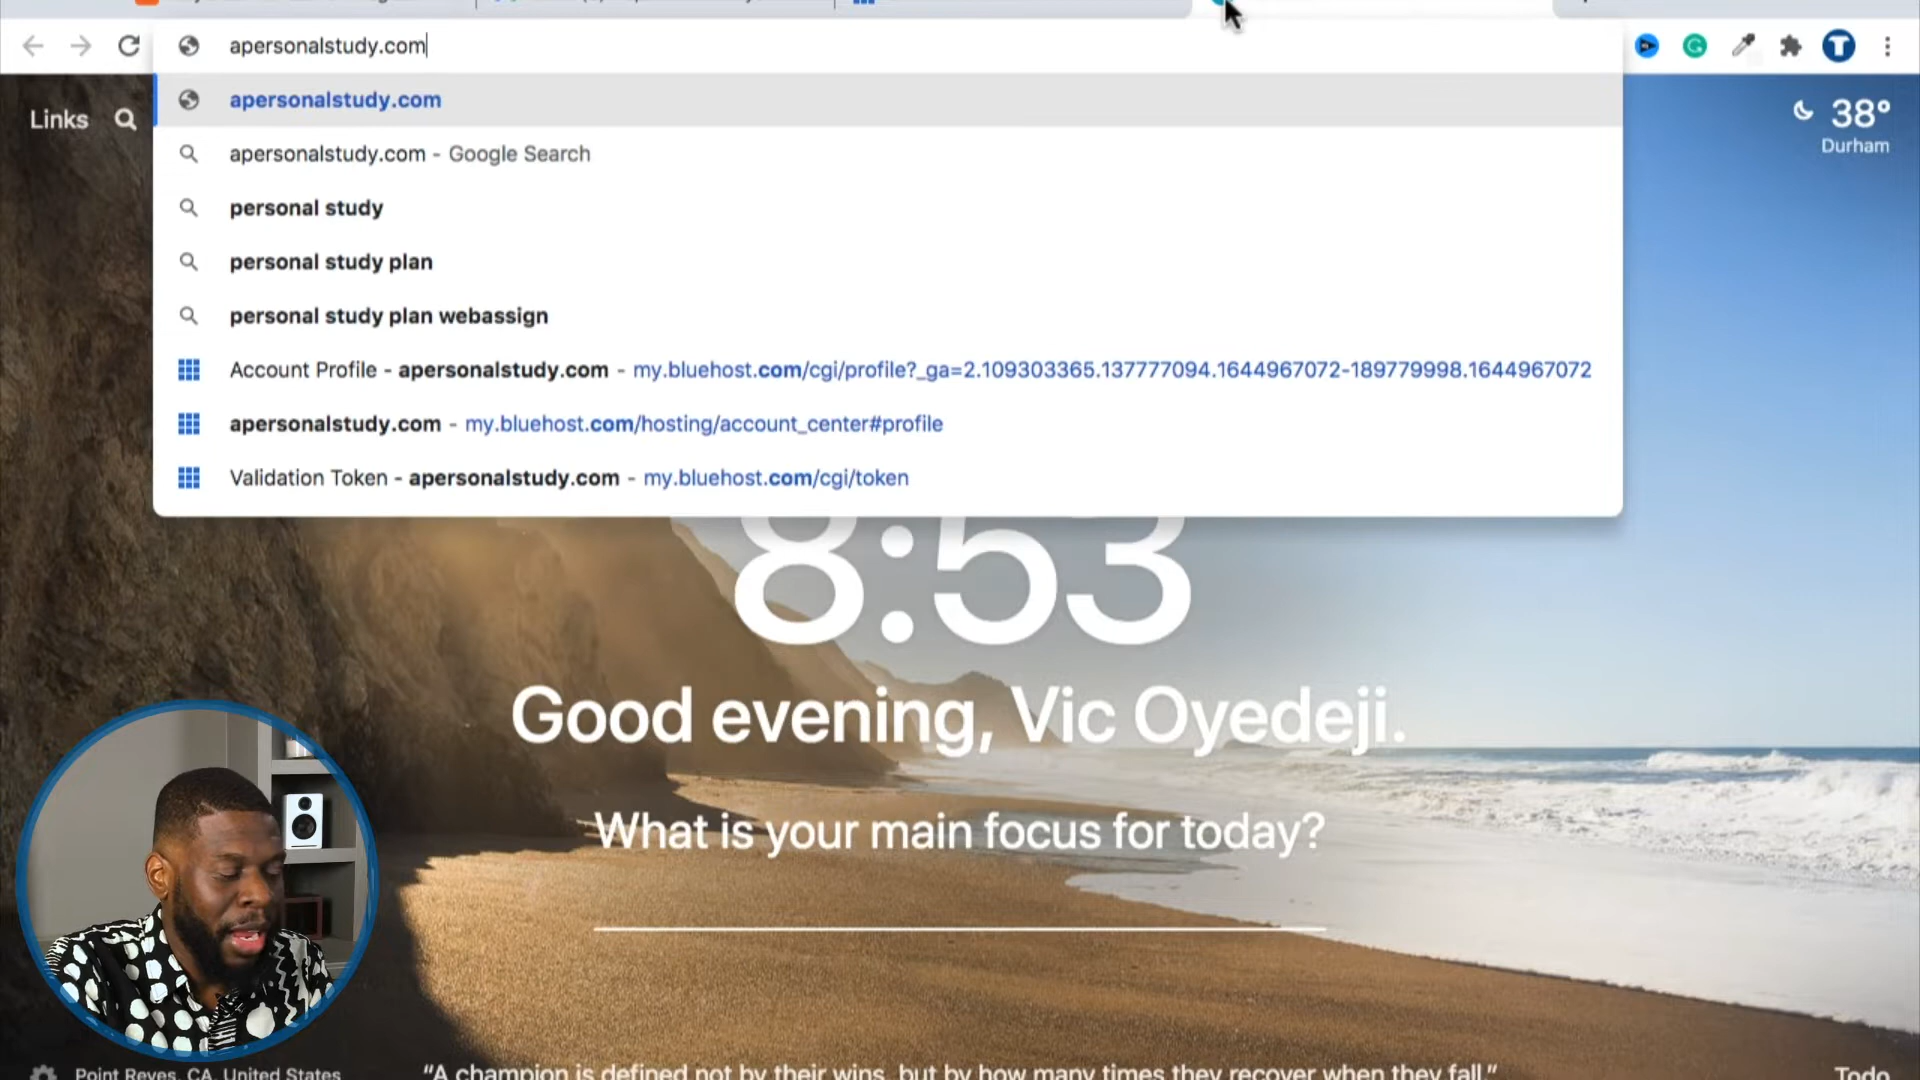 apersonalstudy.com
apersonalstudy.com
Links
38°
Durham
apersonalstudy.com - Google Search
personal study
personal study plan
personal study plan webassign
Account Profile - apersonalstudy.com - my.bluehost.com/cgi/profile?_ga=2.109303365.137777094.1644967072-189779998.1644967072
apersonalstudy.com - my.bluehost.com/hosting/account_center#profile
Validation Token - apersonalstudy.com - my.bluehost.com/cgi/token
8:53
Good evening, Vic Oyedeji.
What is your main focus for today?
Point Reyes, CA, United States
“A champion is defined not by their wins, but by how many times they recover when they fall.”
Todo